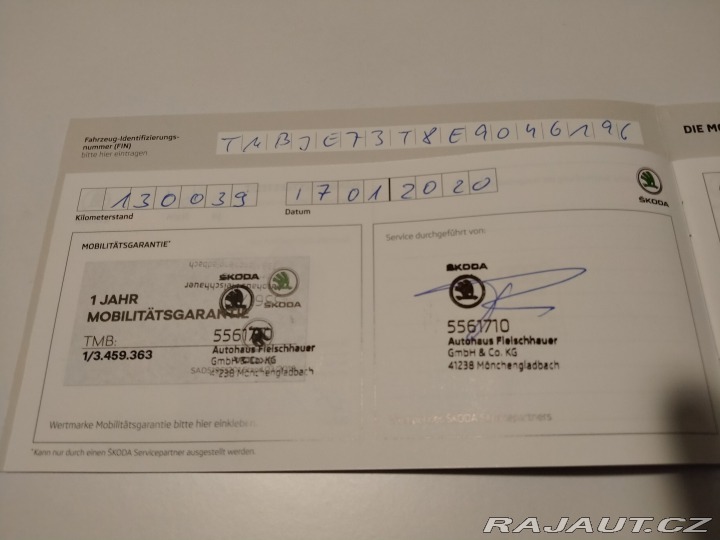 Fahrzeug-Identifizierungs-
nummer (FIN)
bitte hier eintragen
DIE MO
130039
17012020
Kilometerstand
Datum
ŠKODA
MOBILITÄTSGARANTIE*
Service durchgeführt von:
ŠKODA
ŠKODA
ŠKODA
1 JAHR
MOBILITÄTSGARANTIE
TMB:
1/3.459.363
5561710
Autohaus Fleischhauer
GmbH & Co. KG
41238 Mönchengladbach
5561710
Autohaus Fleischhauer
GmbH & Co. KG
41238 Mönchengladbach
Wertmarke Mobilitätsgarantie bitte hier einkleben
ŠKODA
*Kann nur durch einen ŠKODA Servicepartner ausgestellt werden.
RAJAUT.CZ